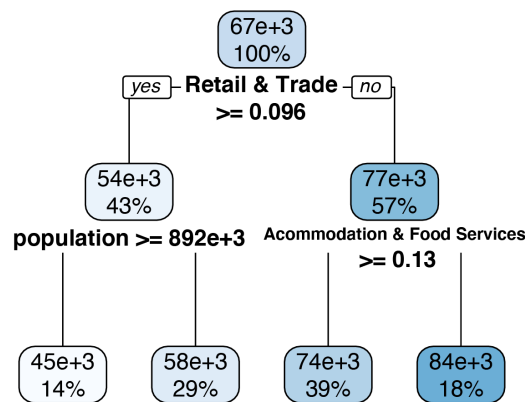 67e+3
100%
yes Retail & Trade no
>= 0.096
54e+3
43%
77e+3
57%
population >= 892e+3
Acommodation & Food Services
>= 0.13
45e+3
14%
58e+3
29%
74e+3
39%
84e+3
18%